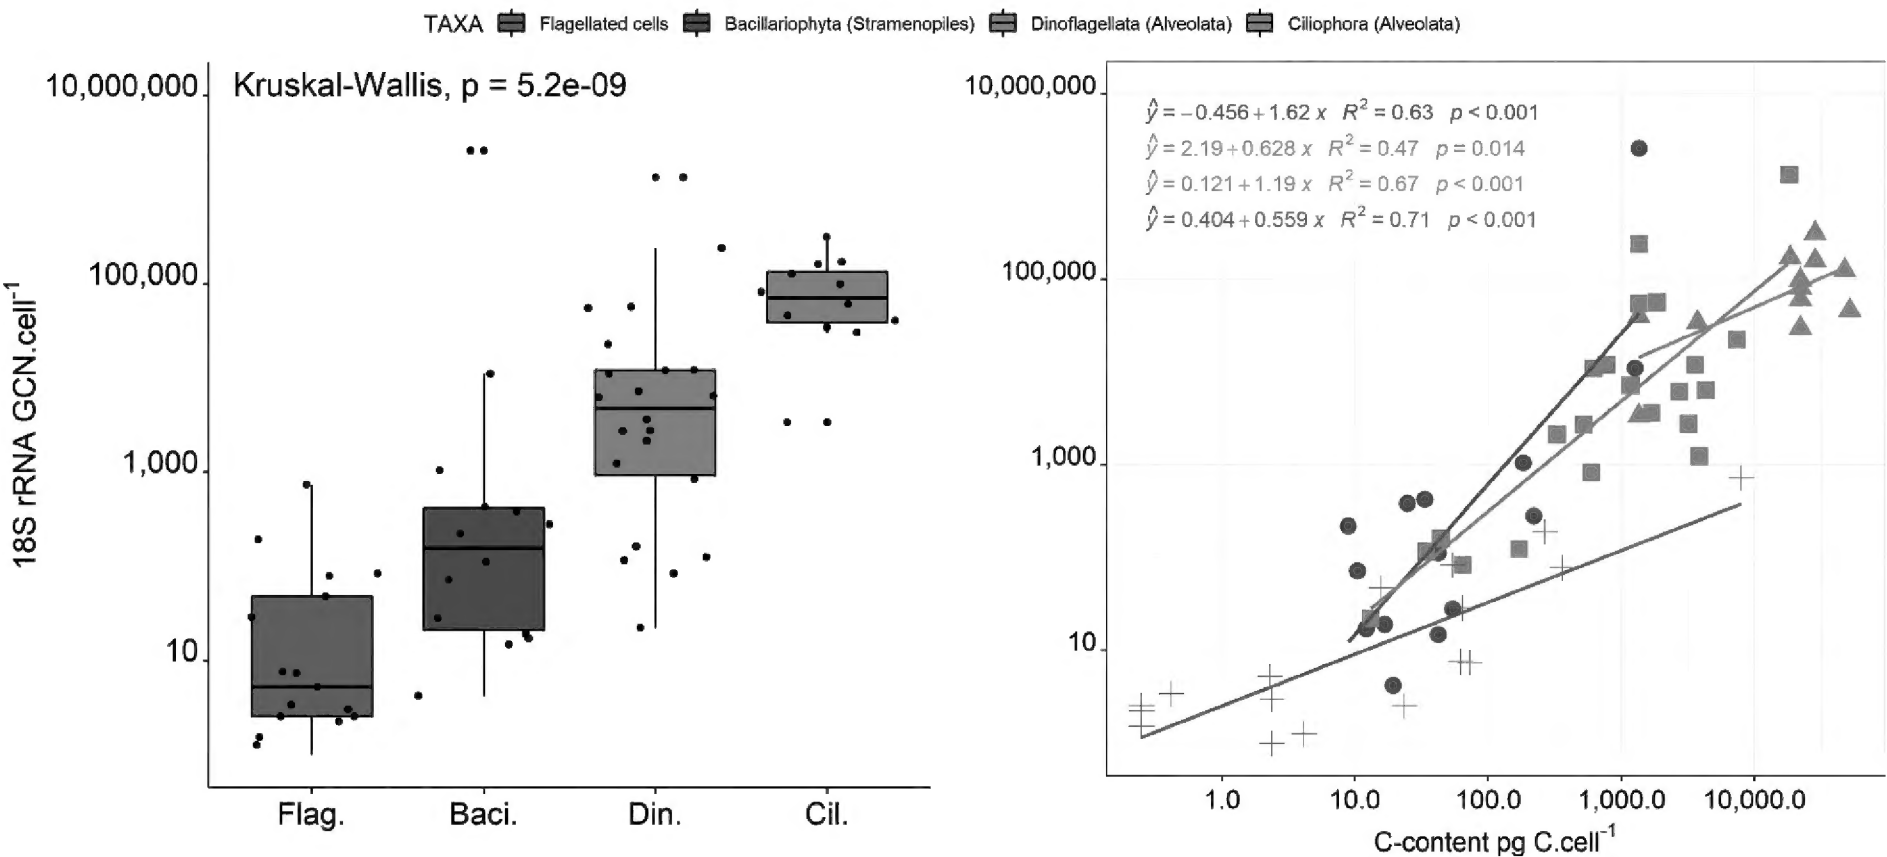 TAXA Flagellated cells Bacillariophyta (Stramenopiles) Dinoflagellata (Alveolata) Ciliophora (Alveolata)
Kruskal-Wallis, p = 5.2e-09
18S rRNA GCN.cell⁻¹
10,000,000
100,000
1,000
10
Flag. Baci. Din. Cil.
10,000,000
100,000
1,000
10
ŷ = −0.456 + 1.62 x R² = 0.63 p < 0.001
ŷ = 2.19 + 0.628 x R² = 0.47 p = 0.014
ŷ = 0.121 + 1.19 x R² = 0.67 p < 0.001
ŷ = 0.404 + 0.559 x R² = 0.71 p < 0.001
1.0 10.0 100.0 1,000.0 10,000.0
C-content pg C.cell⁻¹